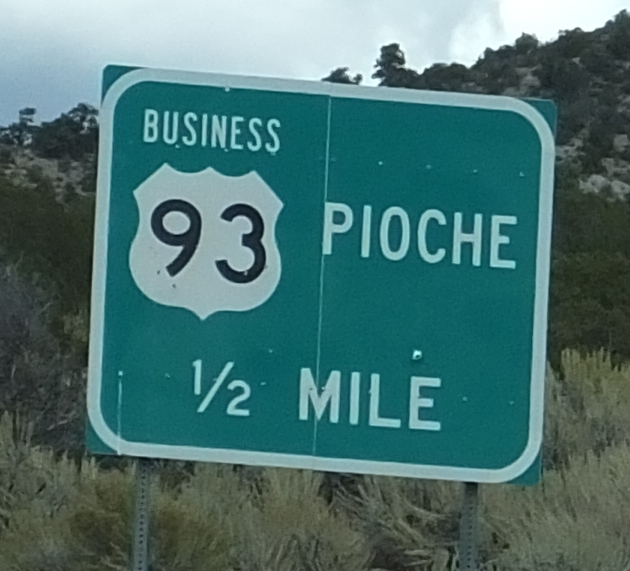 BUSINESS
93
PIOCHE
1/2 MILE